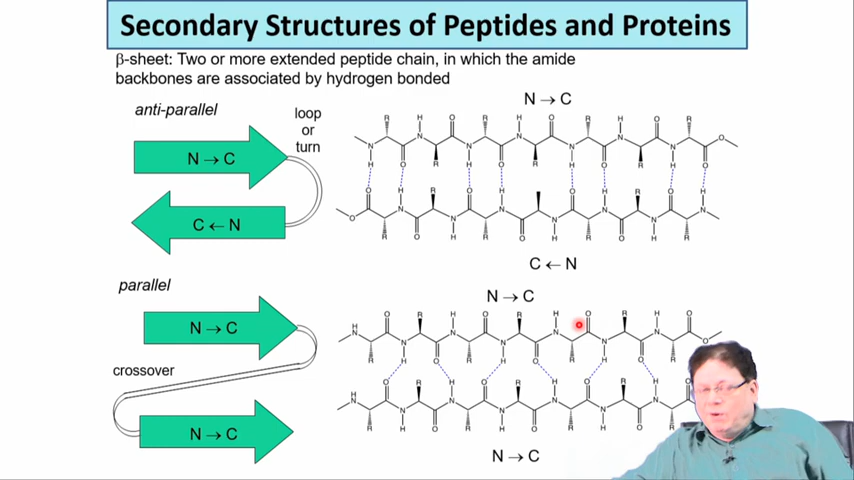 Secondary Structures of Peptides and Proteins
β-sheet: Two or more extended peptide chain, in which the amide
backbones are associated by hydrogen bonded
anti-parallel
loop
or
turn
N → C
C ← N
N → C
C ← N
parallel
N → C
crossover
N → C
N → C
N → C